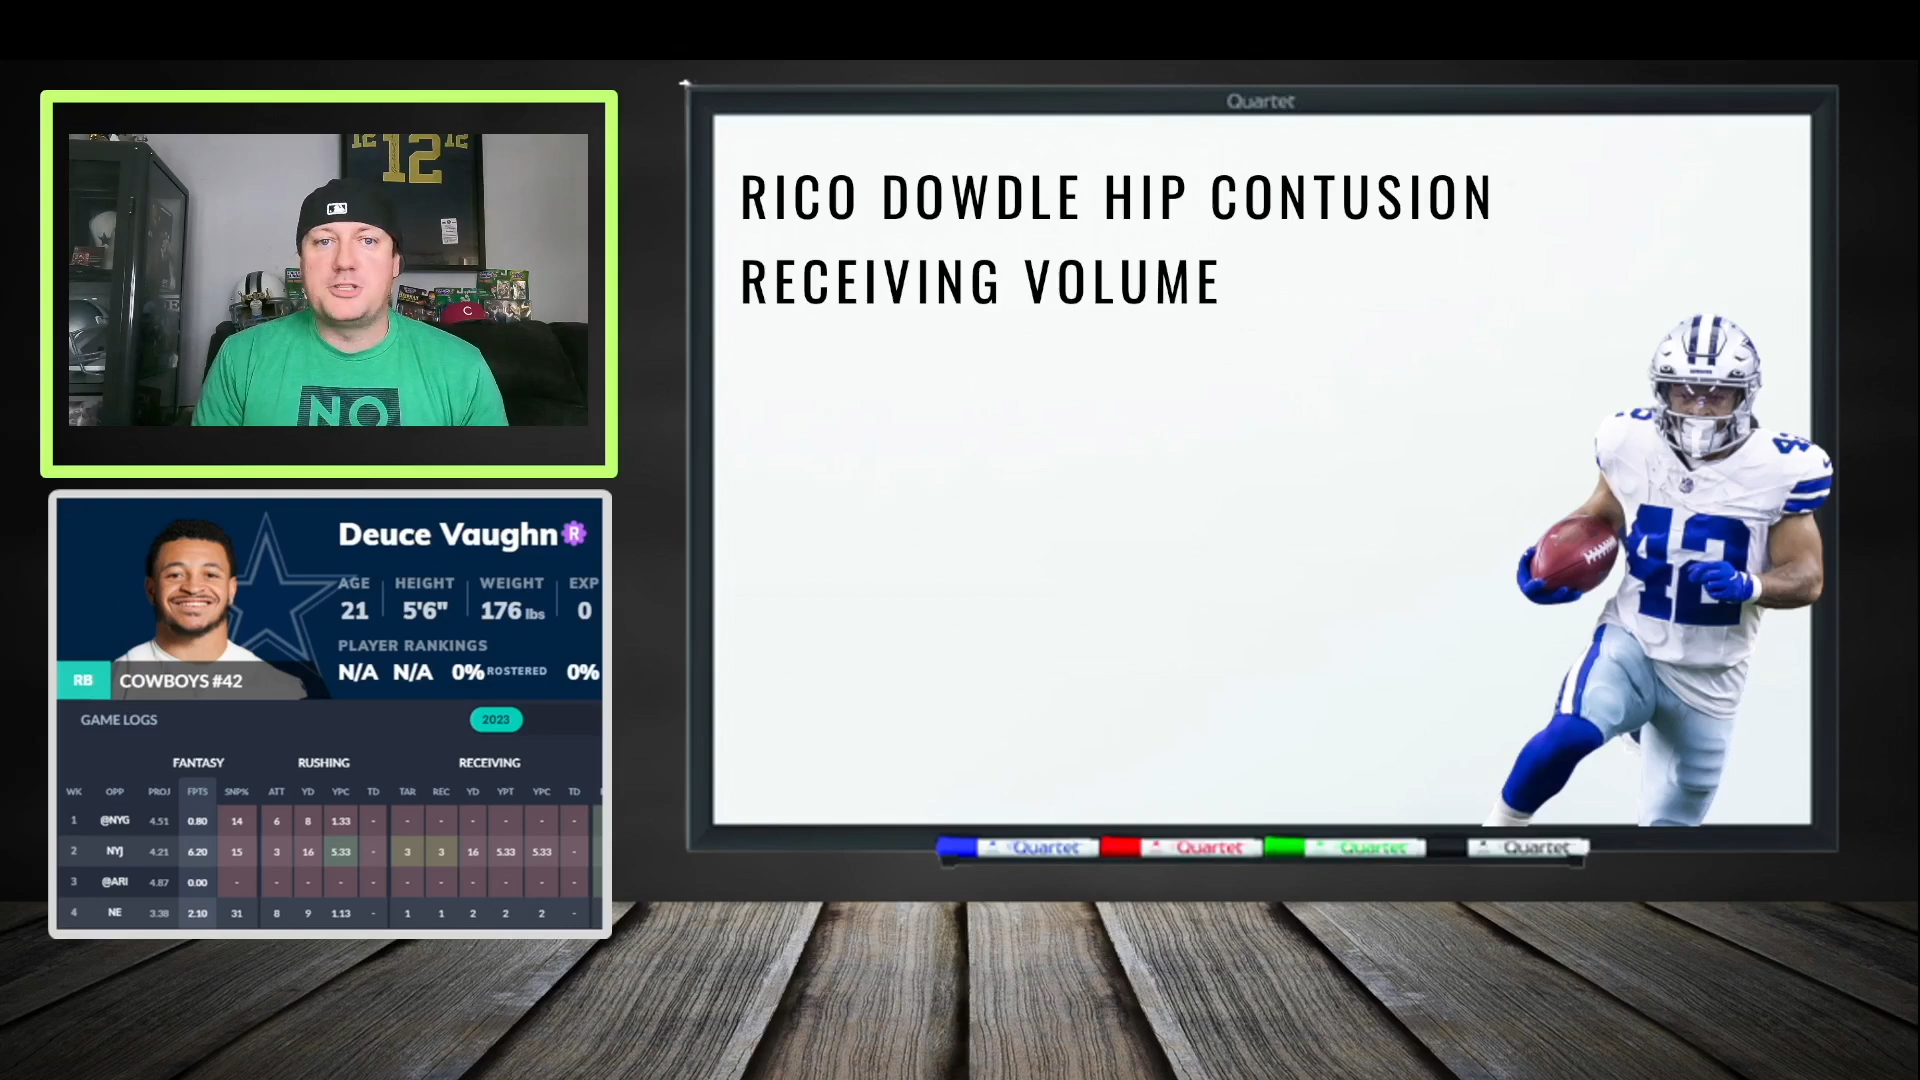 Quartet
RICO DOWDLE HIP CONTUSION
RECEIVING VOLUME
12 12 12
NO
C
Deuce Vaughn R
AGE HEIGHT WEIGHT EXP
21 5'6" 176 lbs 0
PLAYER RANKINGS
N/A N/A 0% ROSTERED 0%
RB COWBOYS #42
GAME LOGS 2023
FANTASY RUSHING RECEIVING
WK OPP PROJ FPTS SNP% ATT YD YPC TD TAR REC YD YPT YPC TD
1 @NYG 4.51 0.80 14 6 8 1.33 - - - - - - -
2 NYJ 4.21 6.20 15 3 16 5.33 - 3 3 16 5.33 5.33 -
3 @ARI 4.87 0.00 - - - - - - - - - - -
4 NE 3.38 2.10 31 8 9 1.13 - 1 1 2 2 2 -
42
Quartet Quartet Quartet Quartet